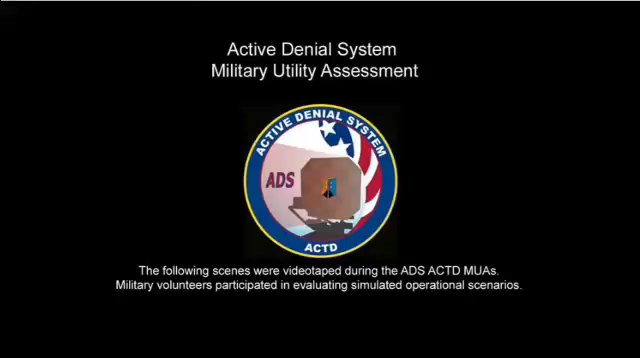 Active Denial System
Military Utility Assessment
ACTIVE DENIAL SYSTEM
ADS
ACTD
The following scenes were videotaped during the ADS ACTD MUAs.
Military volunteers participated in evaluating simulated operational scenarios.